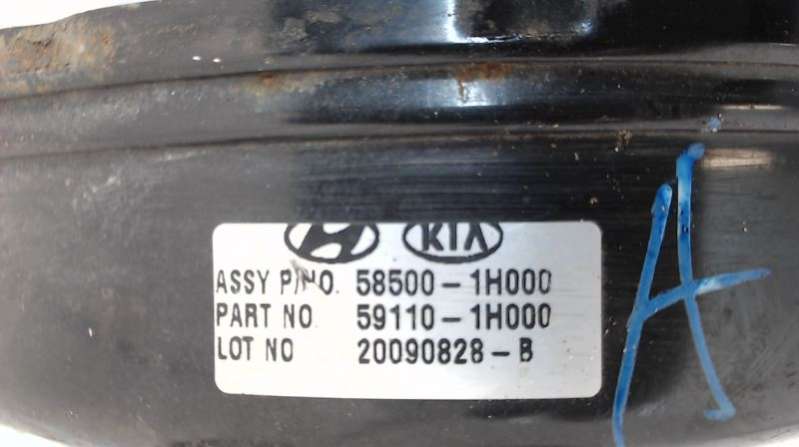 KIA
ASSY P/NO. 58500-1H000
PART NO. 59110-1H000
LOT NO 20090828-B
A